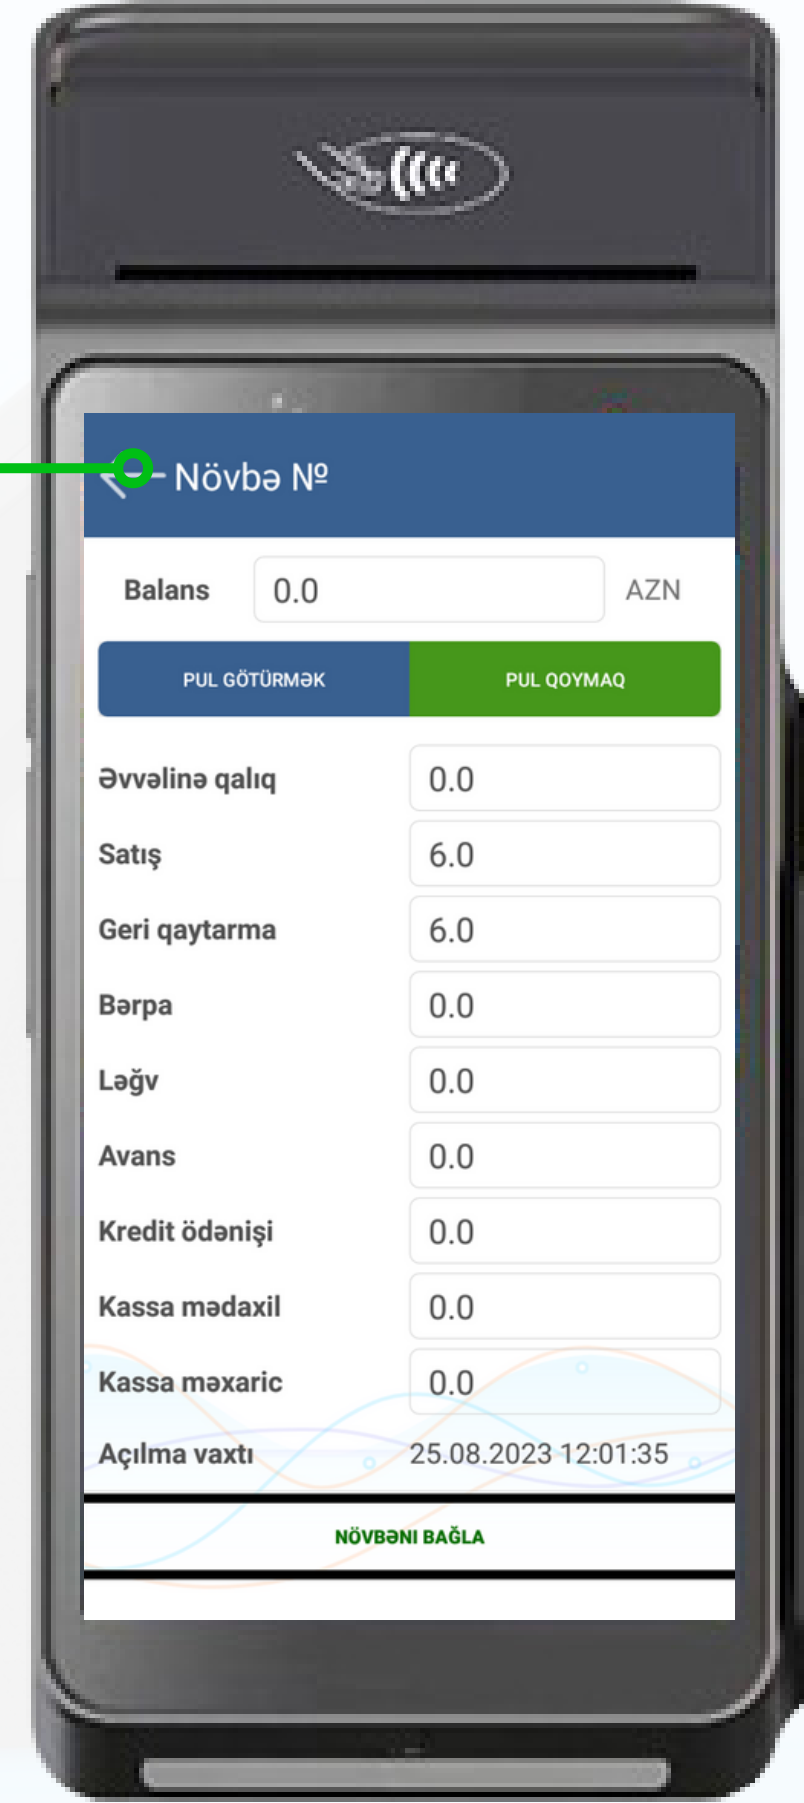 Növbə №
Balans 0.0 AZN
PUL GÖTÜRMƏK PUL QOYMAQ
Əvvəlinə qalıq 0.0
Satış 6.0
Geri qaytarma 6.0
Bərpa 0.0
Ləğv 0.0
Avans 0.0
Kredit ödənişi 0.0
Kassa mədaxil 0.0
Kassa məxaric 0.0
Açılma vaxtı 25.08.2023 12:01:35
NÖVBƏNI BAĞLA